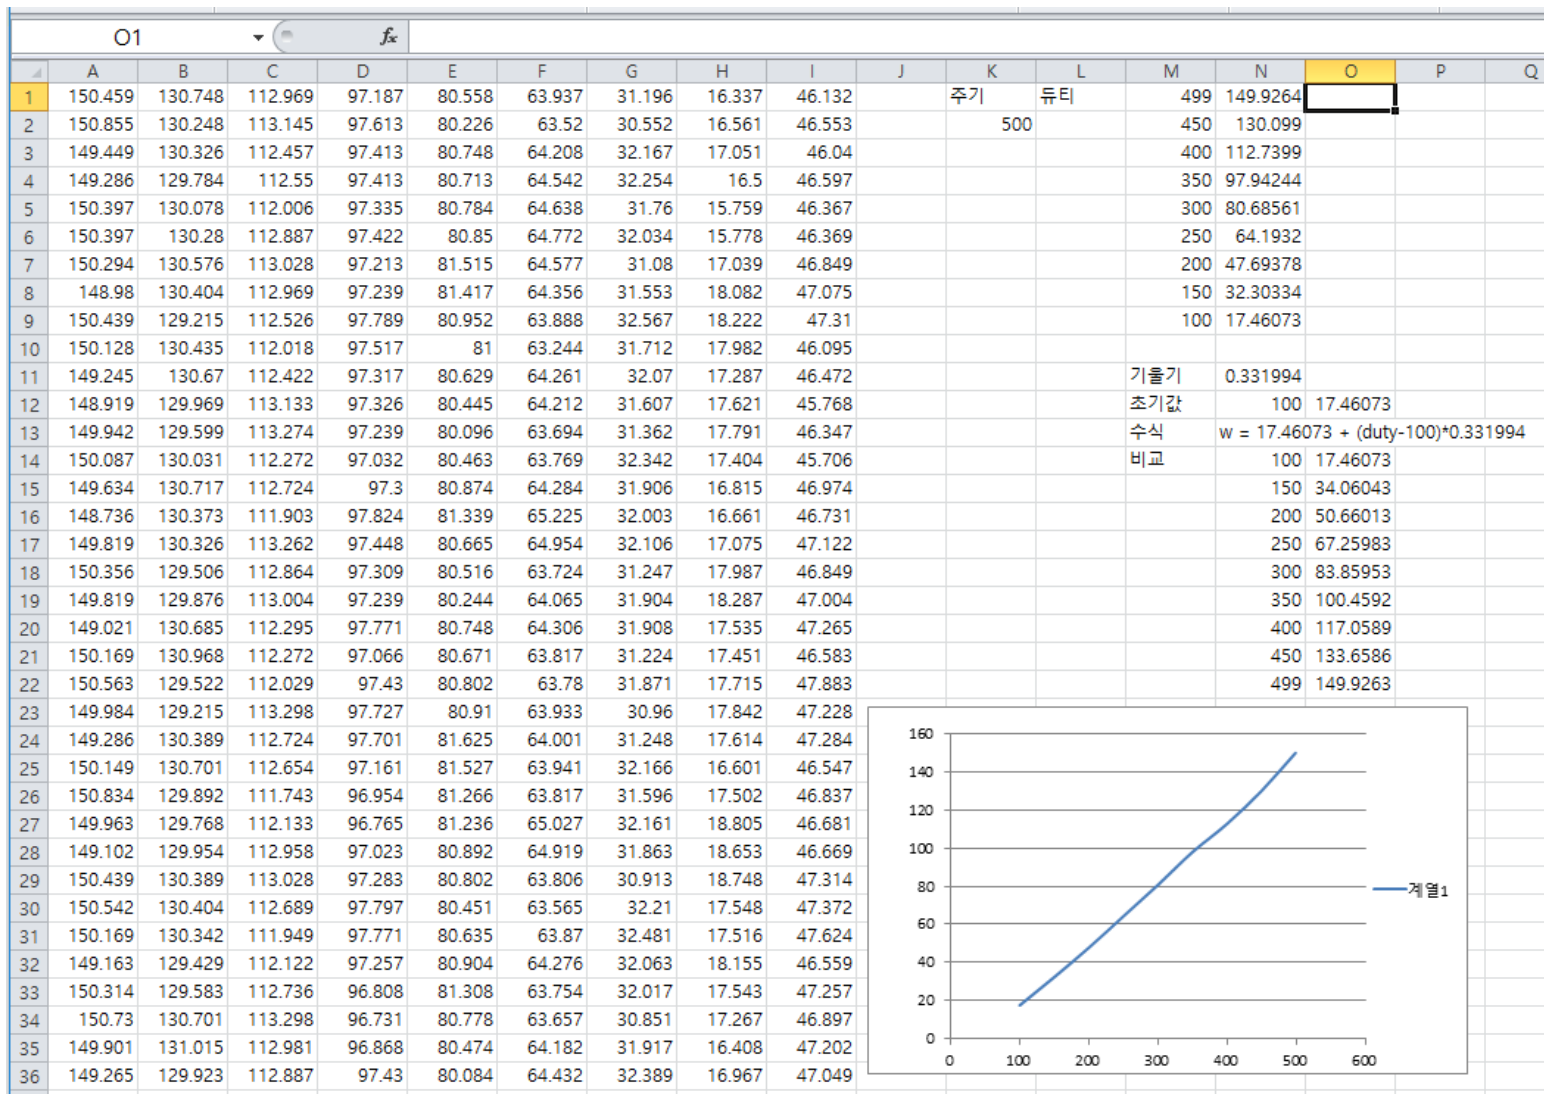 O1 fx
A B C D E F G H I J K L M N O P Q
1 150.459 130.748 112.969 97.187 80.558 63.937 31.196 16.337 46.132 주기 듀티 499 149.9264
2 150.855 130.248 113.145 97.613 80.226 63.52 30.552 16.561 46.553 500 450 130.099
3 149.449 130.326 112.457 97.413 80.748 64.208 32.167 17.051 46.04 400 112.7399
4 149.286 129.784 112.55 97.413 80.713 64.542 32.254 16.5 46.597 350 97.94244
5 150.397 130.078 112.006 97.335 80.784 64.638 31.76 15.759 46.367 300 80.68561
6 150.397 130.28 112.887 97.422 80.85 64.772 32.034 15.778 46.369 250 64.1932
7 150.294 130.576 113.028 97.213 81.515 64.577 31.08 17.039 46.849 200 47.69378
8 148.98 130.404 112.969 97.239 81.417 64.356 31.553 18.082 47.075 150 32.30334
9 150.439 129.215 112.526 97.789 80.952 63.888 32.567 18.222 47.31 100 17.46073
10 150.128 130.435 112.018 97.517 81 63.244 31.712 17.982 46.095
11 149.245 130.67 112.422 97.317 80.629 64.261 32.07 17.287 46.472 기울기 0.331994
12 148.919 129.969 113.133 97.326 80.445 64.212 31.607 17.621 45.768 초기값 100 17.46073
13 149.942 129.599 113.274 97.239 80.096 63.694 31.362 17.791 46.347 수식 w = 17.46073 + (duty-100)*0.331994
14 150.087 130.031 112.272 97.032 80.463 63.769 32.342 17.404 45.706 비교 100 17.46073
15 149.634 130.717 112.724 97.3 80.874 64.284 31.906 16.815 46.974 150 34.06043
16 148.736 130.373 111.903 97.824 81.339 65.225 32.003 16.661 46.731 200 50.66013
17 149.819 130.326 113.262 97.448 80.665 64.954 32.106 17.075 47.122 250 67.25983
18 150.356 129.506 112.864 97.309 80.516 63.724 31.247 17.987 46.849 300 83.85953
19 149.819 129.876 113.004 97.239 80.244 64.065 31.904 18.287 47.004 350 100.4592
20 149.021 130.685 112.295 97.771 80.748 64.306 31.908 17.535 47.265 400 117.0589
21 150.169 130.968 112.272 97.066 80.671 63.817 31.224 17.451 46.583 450 133.6586
22 150.563 129.522 112.029 97.43 80.802 63.78 31.871 17.715 47.883 499 149.9263
23 149.984 129.215 113.298 97.727 80.91 63.933 30.96 17.842 47.228
24 149.286 130.389 112.724 97.701 81.625 64.001 31.248 17.614 47.284
25 150.149 130.701 112.654 97.161 81.527 63.941 32.166 16.601 46.547
26 150.834 129.892 111.743 96.954 81.266 63.817 31.596 17.502 46.837
27 149.963 129.768 112.133 96.765 81.236 65.027 32.161 18.805 46.681
28 149.102 129.954 112.958 97.023 80.892 64.919 31.863 18.653 46.669
29 150.439 130.389 113.028 97.283 80.802 63.806 30.913 18.748 47.314
30 150.542 130.404 112.689 97.797 80.451 63.565 32.21 17.548 47.372
31 150.169 130.342 111.949 97.771 80.635 63.87 32.481 17.516 47.624
32 149.163 129.429 112.122 97.257 80.904 64.276 32.063 18.155 46.559
33 150.314 129.583 112.736 96.808 81.308 63.754 32.017 17.543 47.257
34 150.73 130.701 113.298 96.731 80.778 63.657 30.851 17.267 46.897
35 149.901 131.015 112.981 96.868 80.474 64.182 31.917 16.408 47.202
36 149.265 129.923 112.887 97.43 80.084 64.432 32.389 16.967 47.049
160
140
120
100
80
60
40
20
0
0 100 200 300 400 500 600
계열1